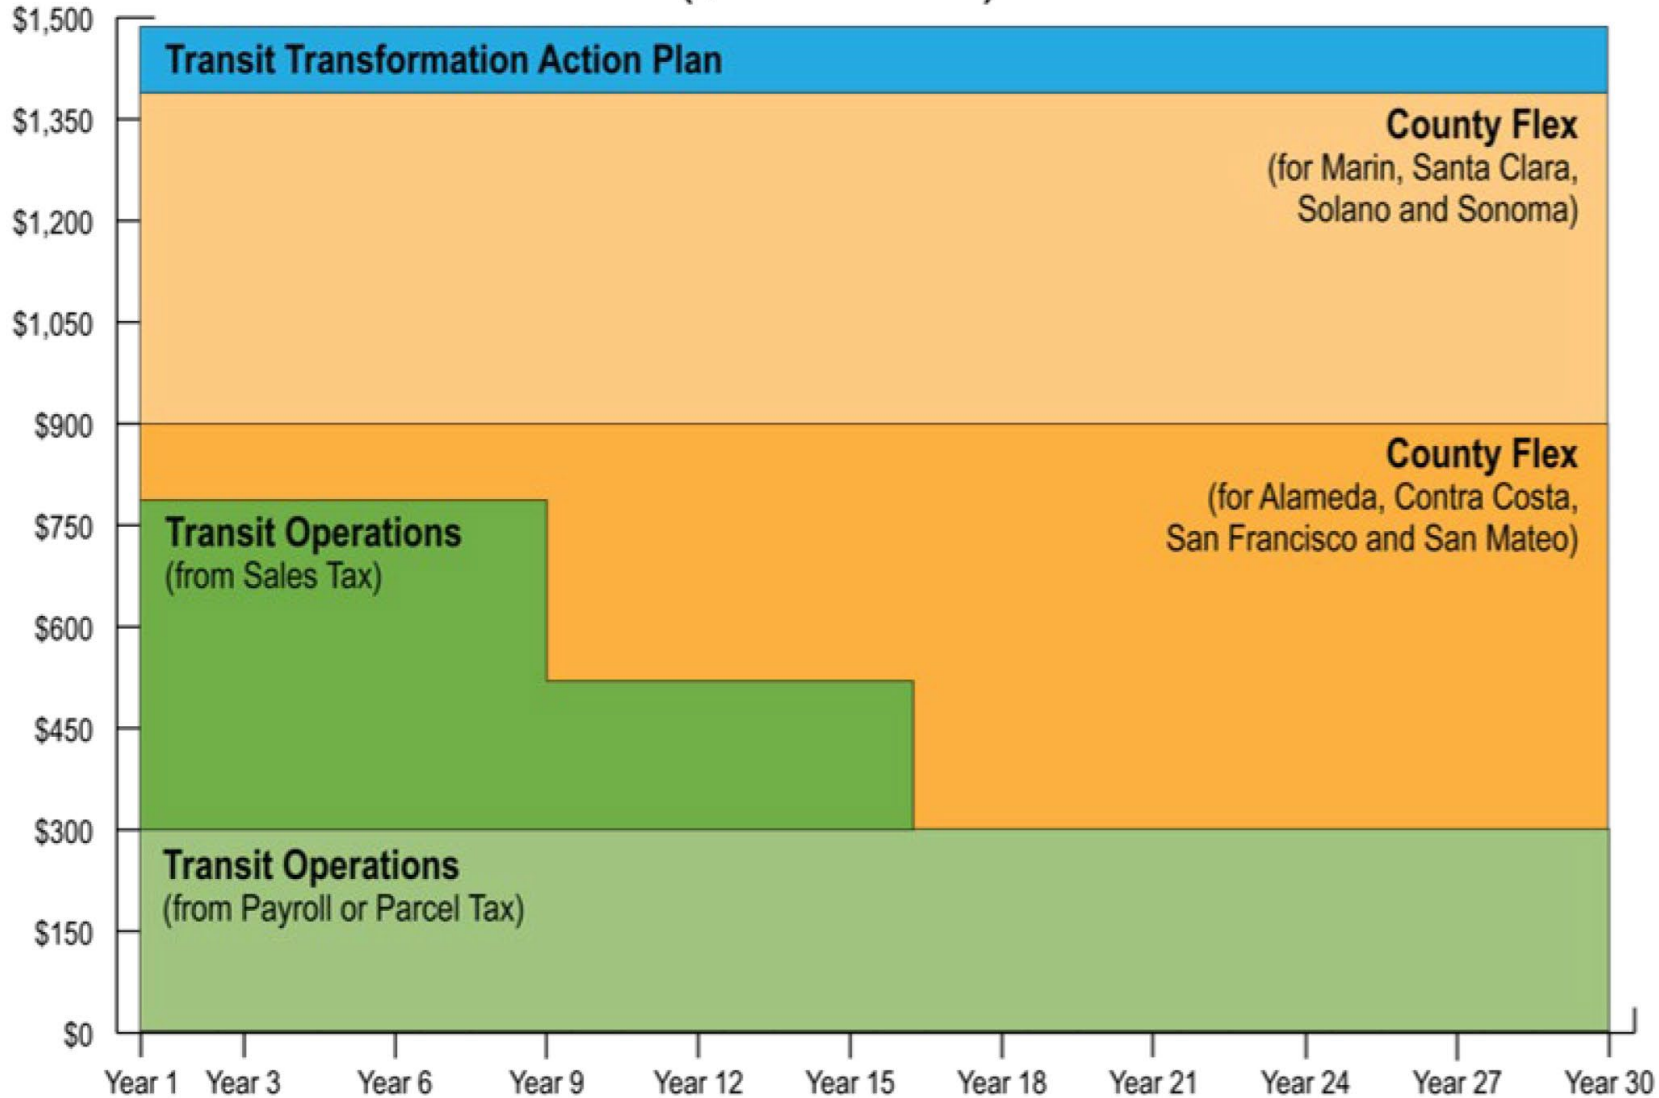 $1,500
Transit Transformation Action Plan
$1,350
County Flex
(for Marin, Santa Clara,
Solano and Sonoma)
$1,200
$1,050
$900
County Flex
(for Alameda, Contra Costa,
San Francisco and San Mateo)
$750
Transit Operations
(from Sales Tax)
$600
$450
$300
Transit Operations
(from Payroll or Parcel Tax)
$150
$0
Year 1 Year 3 Year 6 Year 9 Year 12 Year 15 Year 18 Year 21 Year 24 Year 27 Year 30